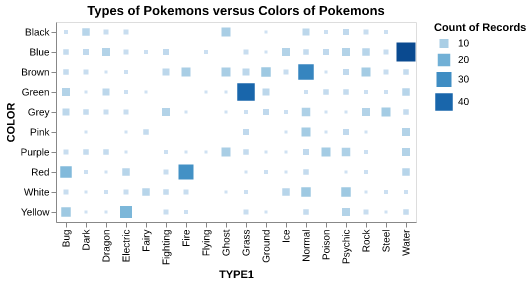 Types of Pokemons versus Colors of Pokemons
COLOR
Black
Blue
Brown
Green
Grey
Pink
Purple
Red
White
Yellow
Bug
Dark
Dragon
Electric
Fairy
Fighting
Fire
Flying
Ghost
Grass
Ground
Ice
Normal
Poison
Psychic
Rock
Steel
Water
TYPE1
Count of Records
10
20
30
40